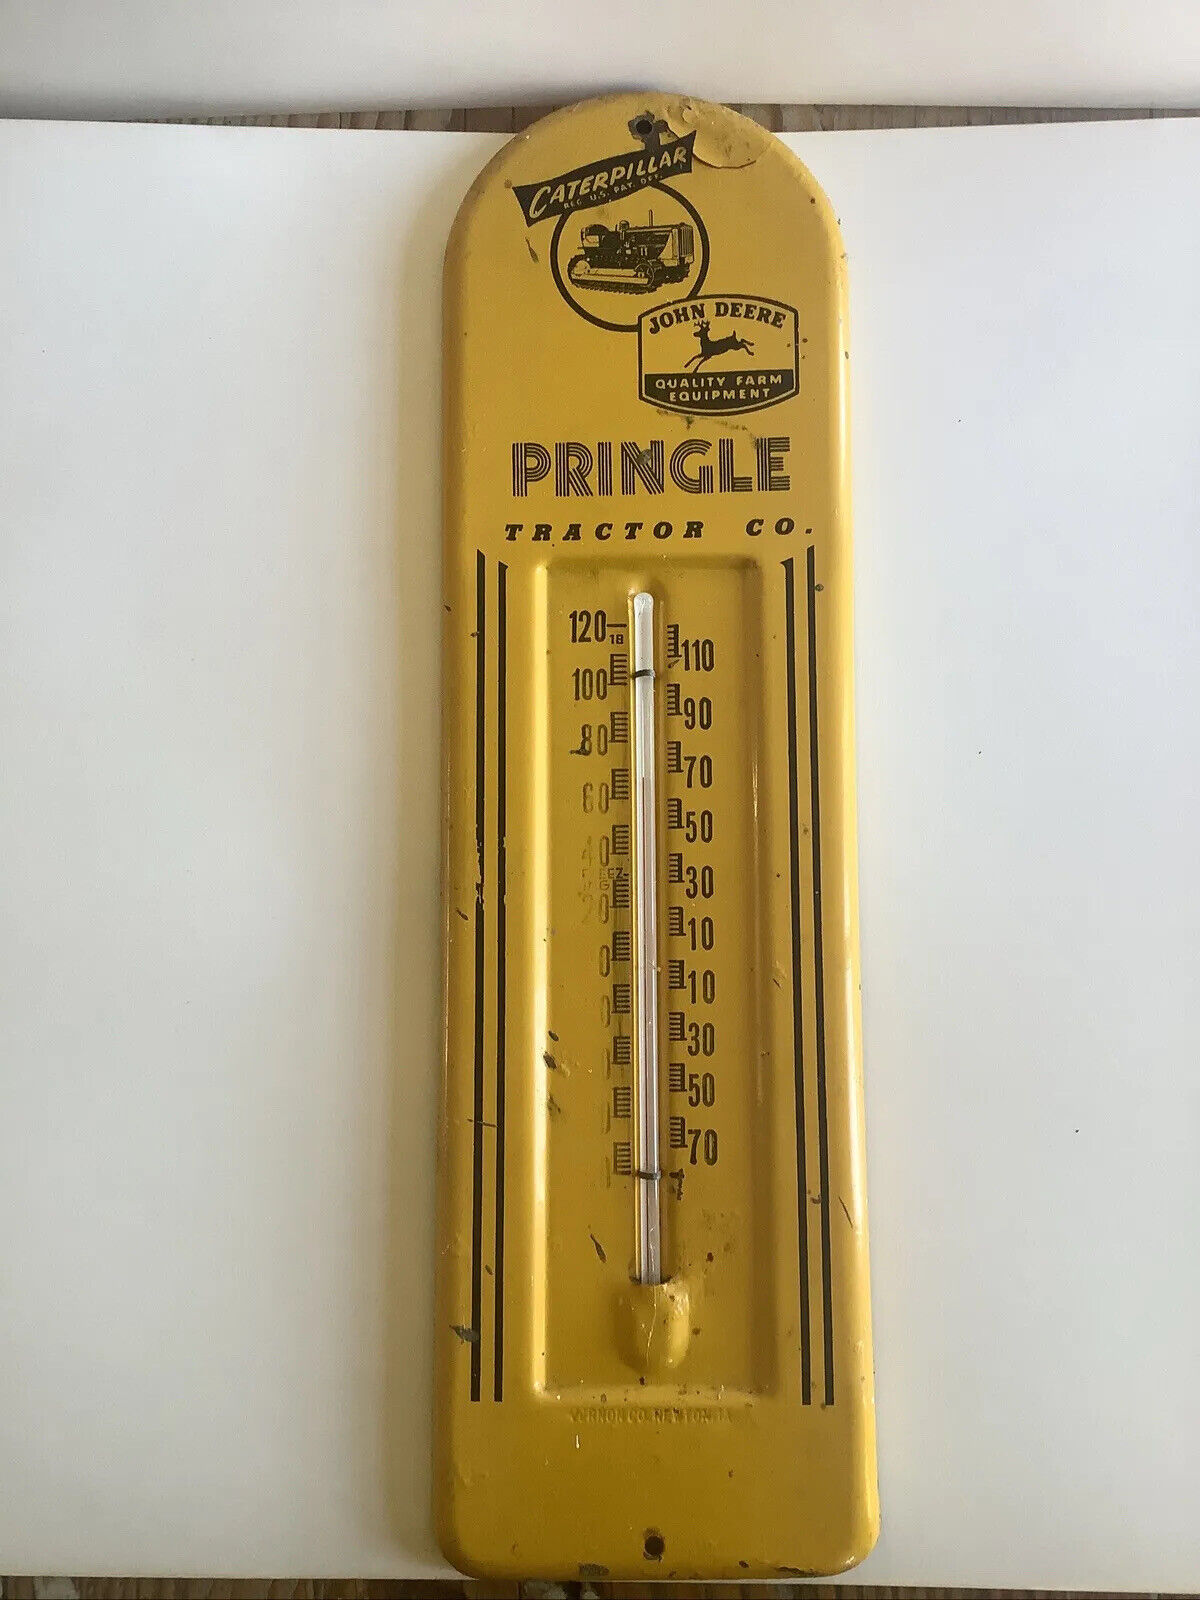 CATERPILLAR
REG. U.S. PAT. OFF.
JOHN DEERE
QUALITY FARM
EQUIPMENT
PRINGLE
TRACTOR CO.
120
18
110
100
90
80
70
60
50
40
30
20
10
0
10
30
50
70
VERNON CO. NEWTON IA